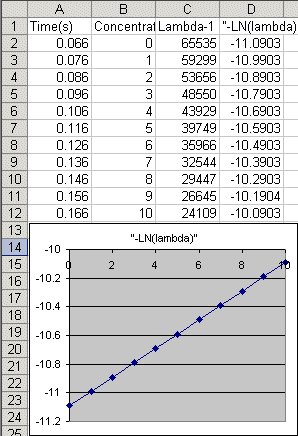 A B C D
1 Time(s) Concentrat Lambda-1 "-LN(lambda)"
2 0.066 0 65535 -11.0903
3 0.076 1 59299 -10.9903
4 0.086 2 53656 -10.8903
5 0.096 3 48550 -10.7903
6 0.106 4 43929 -10.6903
7 0.116 5 39749 -10.5903
8 0.126 6 35966 -10.4903
9 0.136 7 32544 -10.3903
10 0.146 8 29447 -10.2903
11 0.156 9 26645 -10.1904
12 0.166 10 24109 -10.0903
13
14
15
16
17
18
19
20
21
22
23
24
25
"-LN(lambda)"
-10
0 2 4 6 8 10
-10.2
-10.4
-10.6
-10.8
-11
-11.2